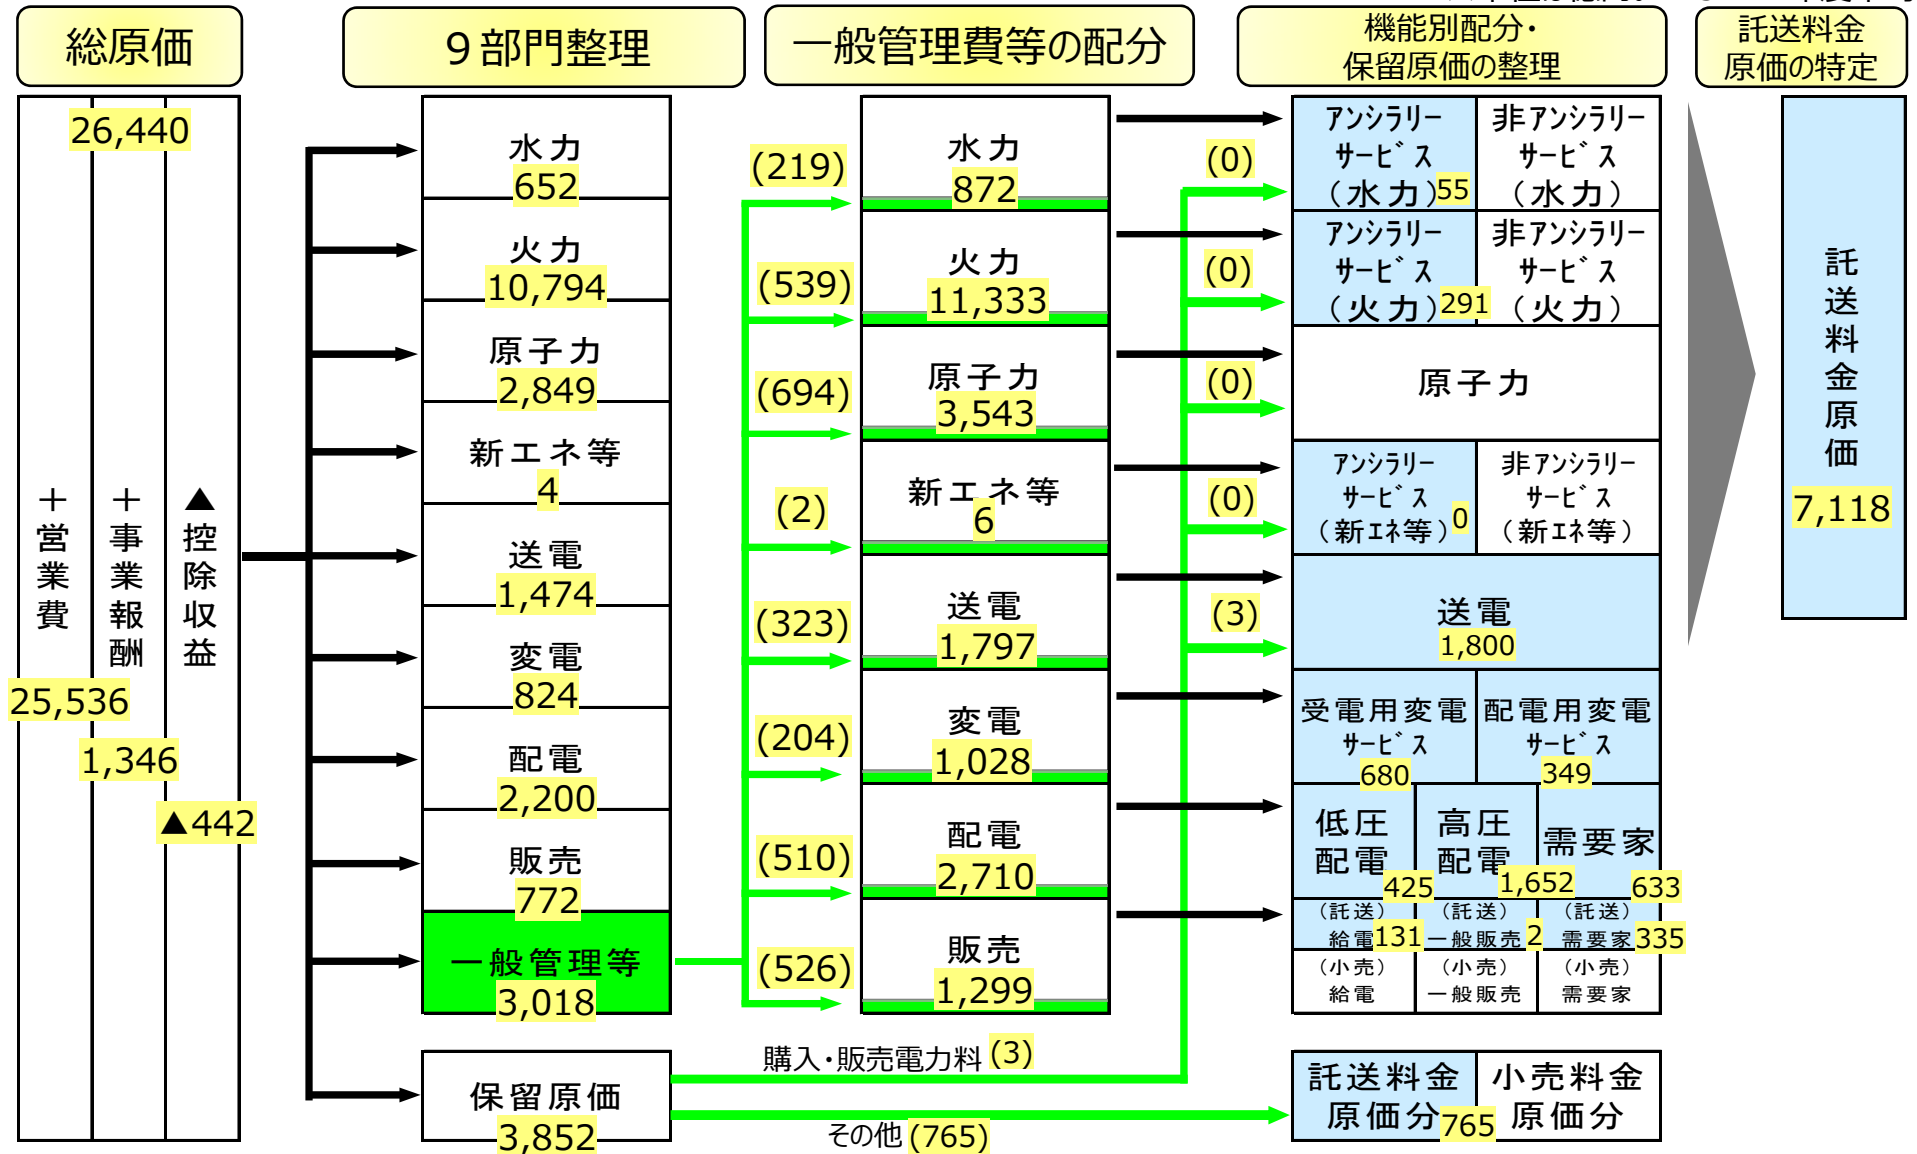 総原価
9部門整理
一般管理費等の配分
機能別配分・
保留原価の整理
託送料金
原価の特定
26,440
＋営業費
25,536
＋事業報酬
1,346
▲控除収益
▲442
水力
652
火力
10,794
原子力
2,849
新エネ等
4
送電
1,474
変電
824
配電
2,200
販売
772
一般管理等
3,018
保留原価
3,852
(219)
(539)
(694)
(2)
(323)
(204)
(510)
(526)
水力
872
火力
11,333
原子力
3,543
新エネ等
6
送電
1,797
変電
1,028
配電
2,710
販売
1,299
購入・販売電力料 (3)
その他 (765)
(0)
(0)
(0)
(0)
(3)
アンシラリー
サービス
（水力）55
非アンシラリー
サービス
（水力）
アンシラリー
サービス
（火力）291
非アンシラリー
サービス
（火力）
原子力
アンシラリー
サービス
（新エネ等）0
非アンシラリー
サービス
（新エネ等）
送電
1,800
受電用変電
サービス
680
配電用変電
サービス
349
低圧
配電
425
高圧
配電
1,652
需要家
633
（託送）
給電131
（託送）
一般販売2
（託送）
需要家335
（小売）
給電
（小売）
一般販売
（小売）
需要家
託送料金
原価分765
小売料金
原価分
託送料金原価
7,118